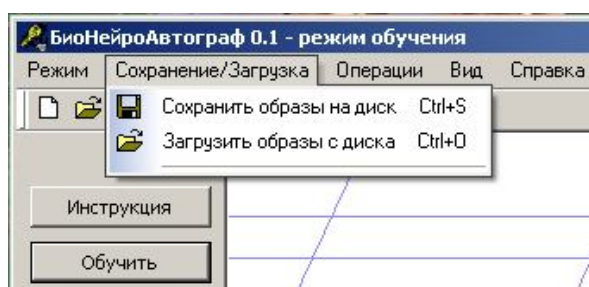 БиоНейроАвтограф 0.1 - режим обучения
Режим Сохранение/Загрузка Операции Вид Справка
Сохранить образы на диск Ctrl+S
Загрузить образы с диска Ctrl+O
Инструкция
Обучить